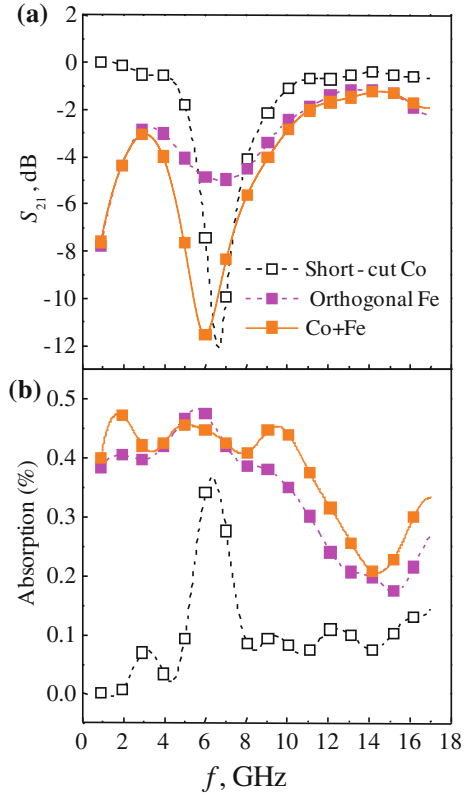 (a)
0
-2
-4
-6
-8
-10
-12
S21, dB
Short-cut Co
Orthogonal Fe
Co+Fe
(b)
0.5
0.4
0.3
0.2
0.1
0.0
Absorption (%)
0 2 4 6 8 10 12 14 16 18
f, GHz